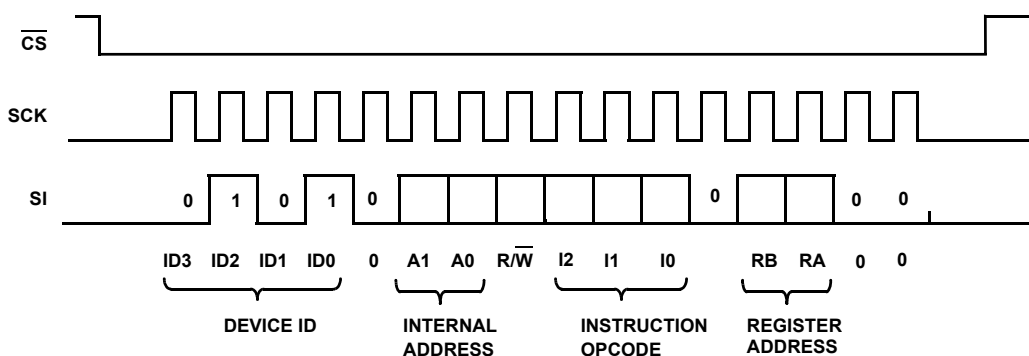 CS
SCK
SI 0 1 0 1 0 0 0 0
ID3 ID2 ID1 ID0 0 A1 A0 R/W I2 I1 I0 RB RA 0 0
DEVICE ID INTERNAL INSTRUCTION REGISTER
ADDRESS OPCODE ADDRESS